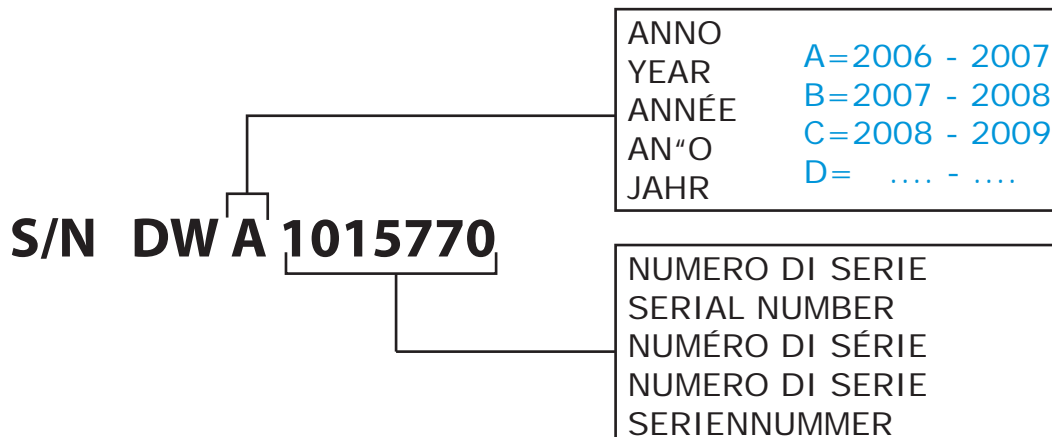 ANNO
YEAR
ANNÉE
AN“O
JAHR
A=2006 - 2007
B=2007 - 2008
C=2008 - 2009
D= .... - ....
S/N DW A 1015770
NUMERO DI SERIE
SERIAL NUMBER
NUMÉRO DI SÉRIE
NUMERO DI SERIE
SERIENNUMMER